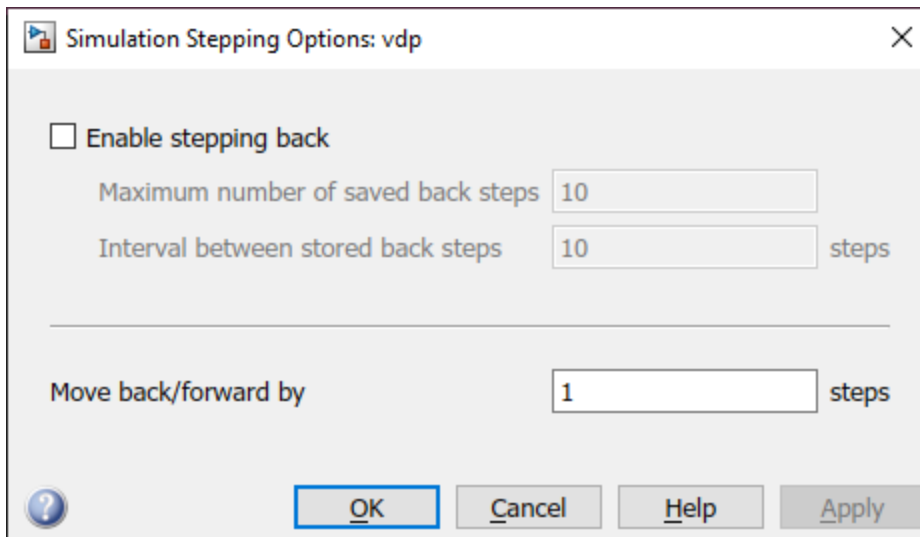 Simulation Stepping Options: vdp
Enable stepping back
Maximum number of saved back steps 10
Interval between stored back steps 10 steps
Move back/forward by 1 steps
? OK Cancel Help Apply